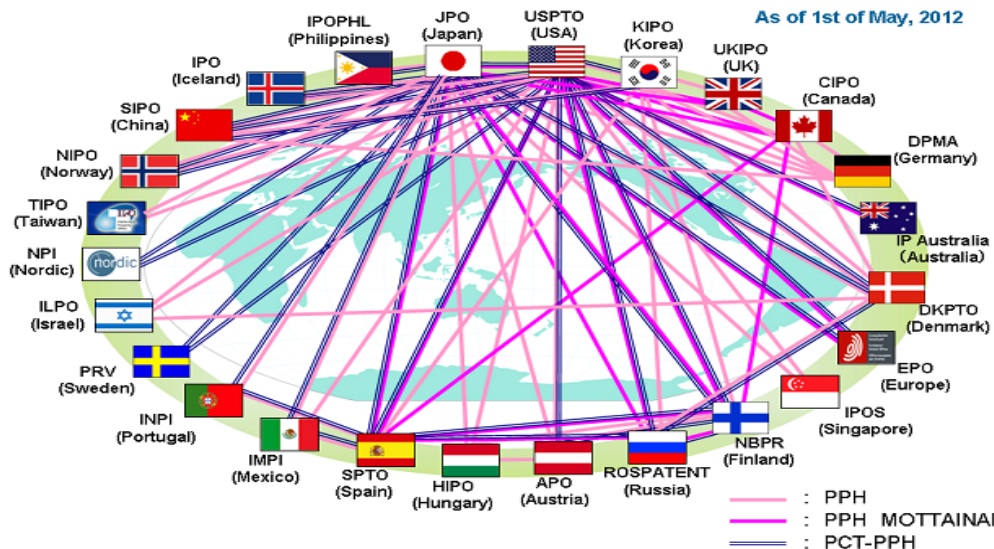 As of 1st of May, 2012
JPO
(Japan)
USPTO
(USA)
KIPO
(Korea)
UKIPO
(UK)
CIPO
(Canada)
DPMA
(Germany)
IP Australia
(Australia)
DKPTO
(Denmark)
EPO
(Europe)
IPOS
(Singapore)
NBPR
(Finland)
ROSPATENT
(Russia)
APO
(Austria)
HIPO
(Hungary)
SPTO
(Spain)
IMPI
(Mexico)
INPI
(Portugal)
PRV
(Sweden)
ILPO
(Israel)
NPI
(Nordic)
nordic
TIPO
(Taiwan)
NIPO
(Norway)
SIPO
(China)
IPO
(Iceland)
IPOPHL
(Philippines)
: PPH
: PPH MOTTAINAI
: PCT-PPH